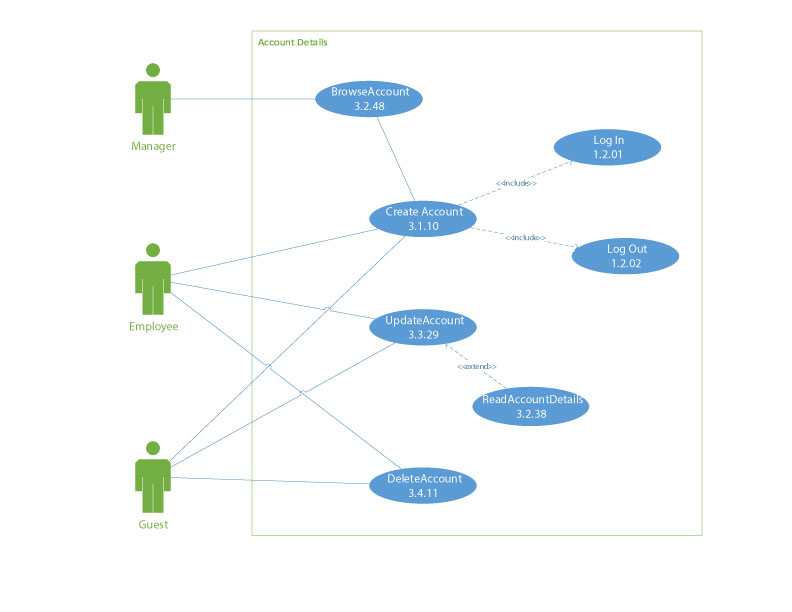 Account Details
BrowseAccount
3.2.48
Manager
Log In
1.2.01
<<include>>
Create Account
3.1.10
<<include>>
Log Out
1.2.02
Employee
UpdateAccount
3.3.29
<<extend>>
ReadAccountDetails
3.2.38
DeleteAccount
3.4.11
Guest